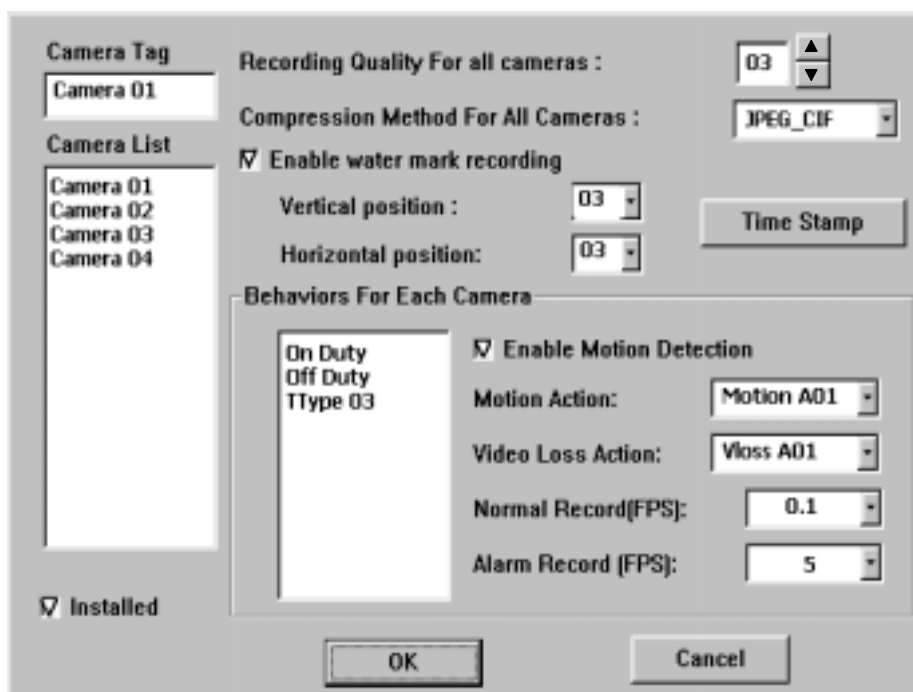 Camera Tag
Camera 01
Camera List
Camera 01
Camera 02
Camera 03
Camera 04
Installed
Recording Quality For all cameras :
03
Compression Method For All Cameras :
JPEG_CIF
Enable water mark recording
Vertical position :
03
Horizontal position:
03
Time Stamp
Behaviors For Each Camera
On Duty
Off Duty
TType 03
Enable Motion Detection
Motion Action:
Motion A01
Video Loss Action:
Vloss A01
Normal Record(FPS):
0.1
Alarm Record (FPS):
5
OK
Cancel